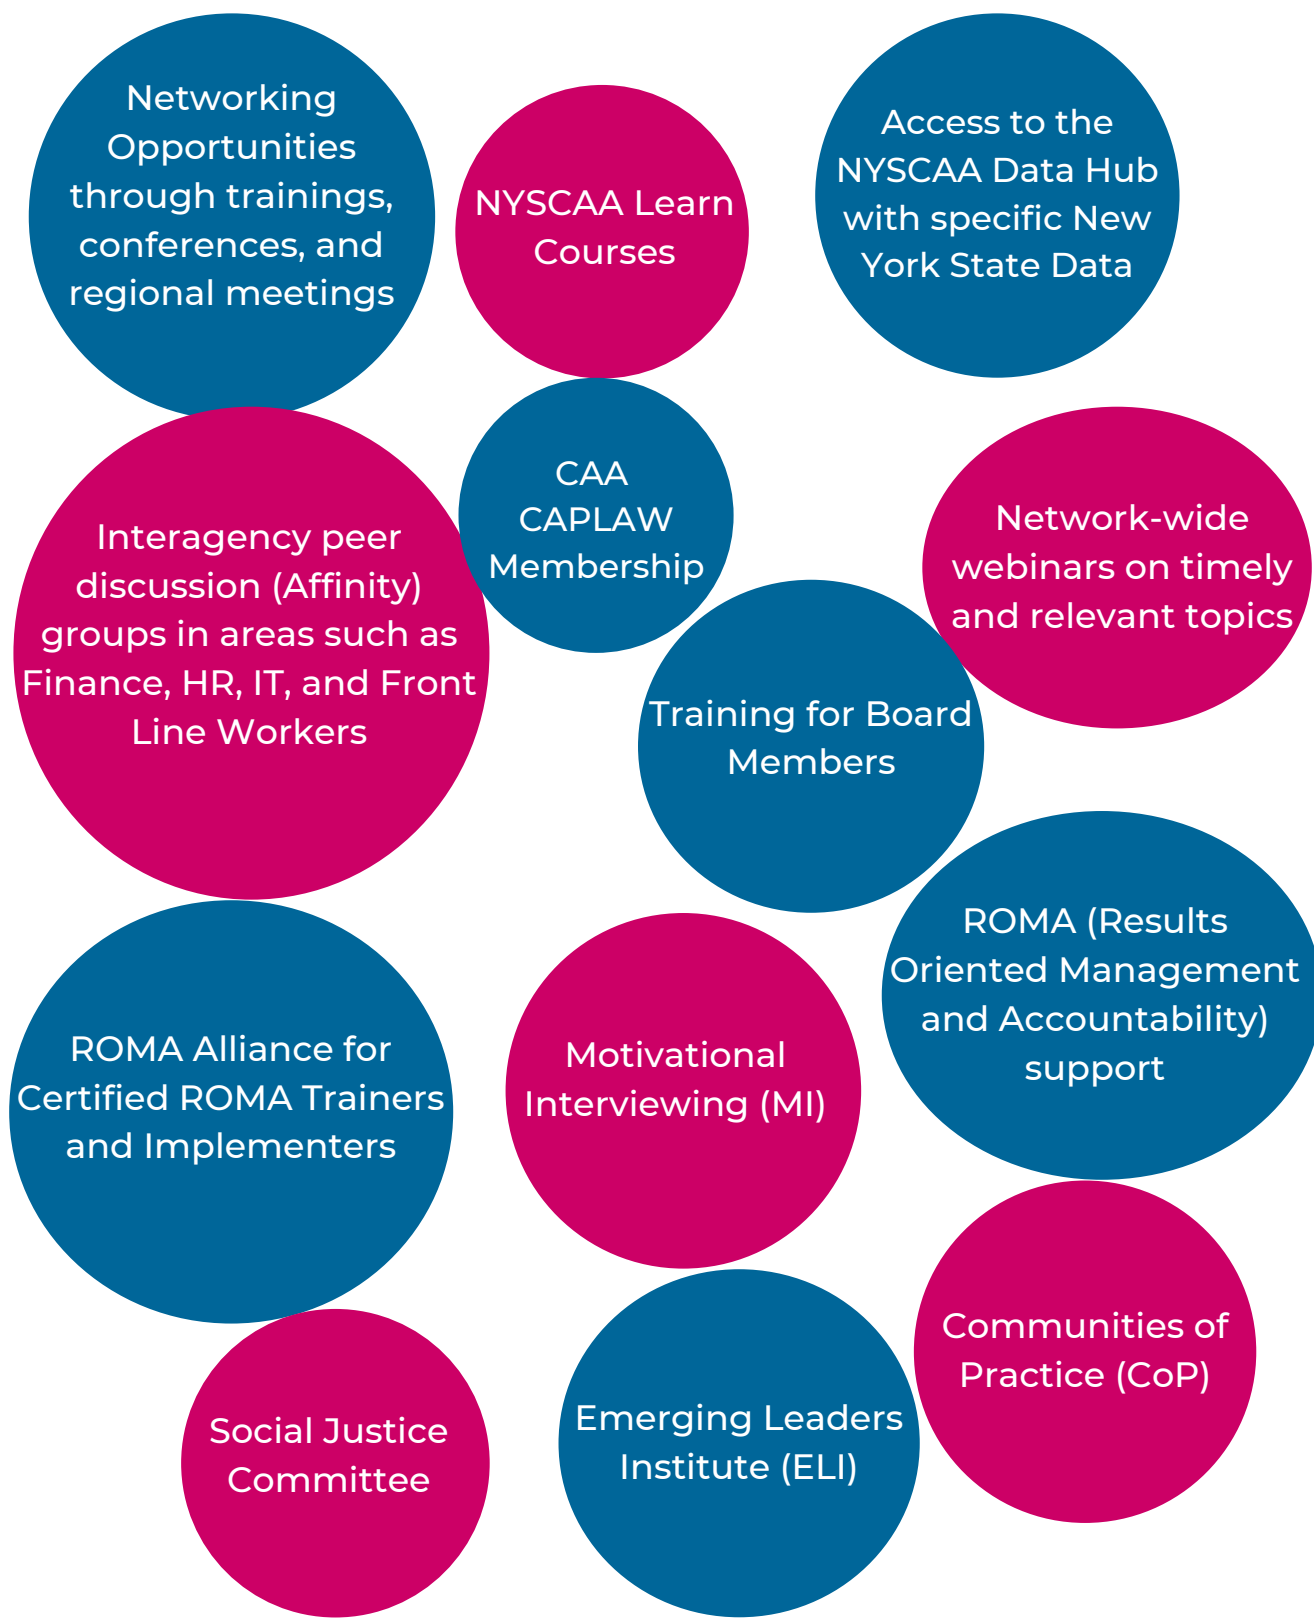 Networking
Opportunities
through trainings,
conferences, and
regional meetings
NYSCAA Learn
Courses
Access to the
NYSCAA Data Hub
with specific New
York State Data
Interagency peer
discussion (Affinity)
groups in areas such as
Finance, HR, IT, and Front
Line Workers
CAA
CAPLAW
Membership
Network-wide
webinars on timely
and relevant topics
Training for Board
Members
ROMA (Results
Oriented Management
and Accountability)
support
ROMA Alliance for
Certified ROMA Trainers
and Implementers
Motivational
Interviewing (MI)
Communities of
Practice (CoP)
Social Justice
Committee
Emerging Leaders
Institute (ELI)